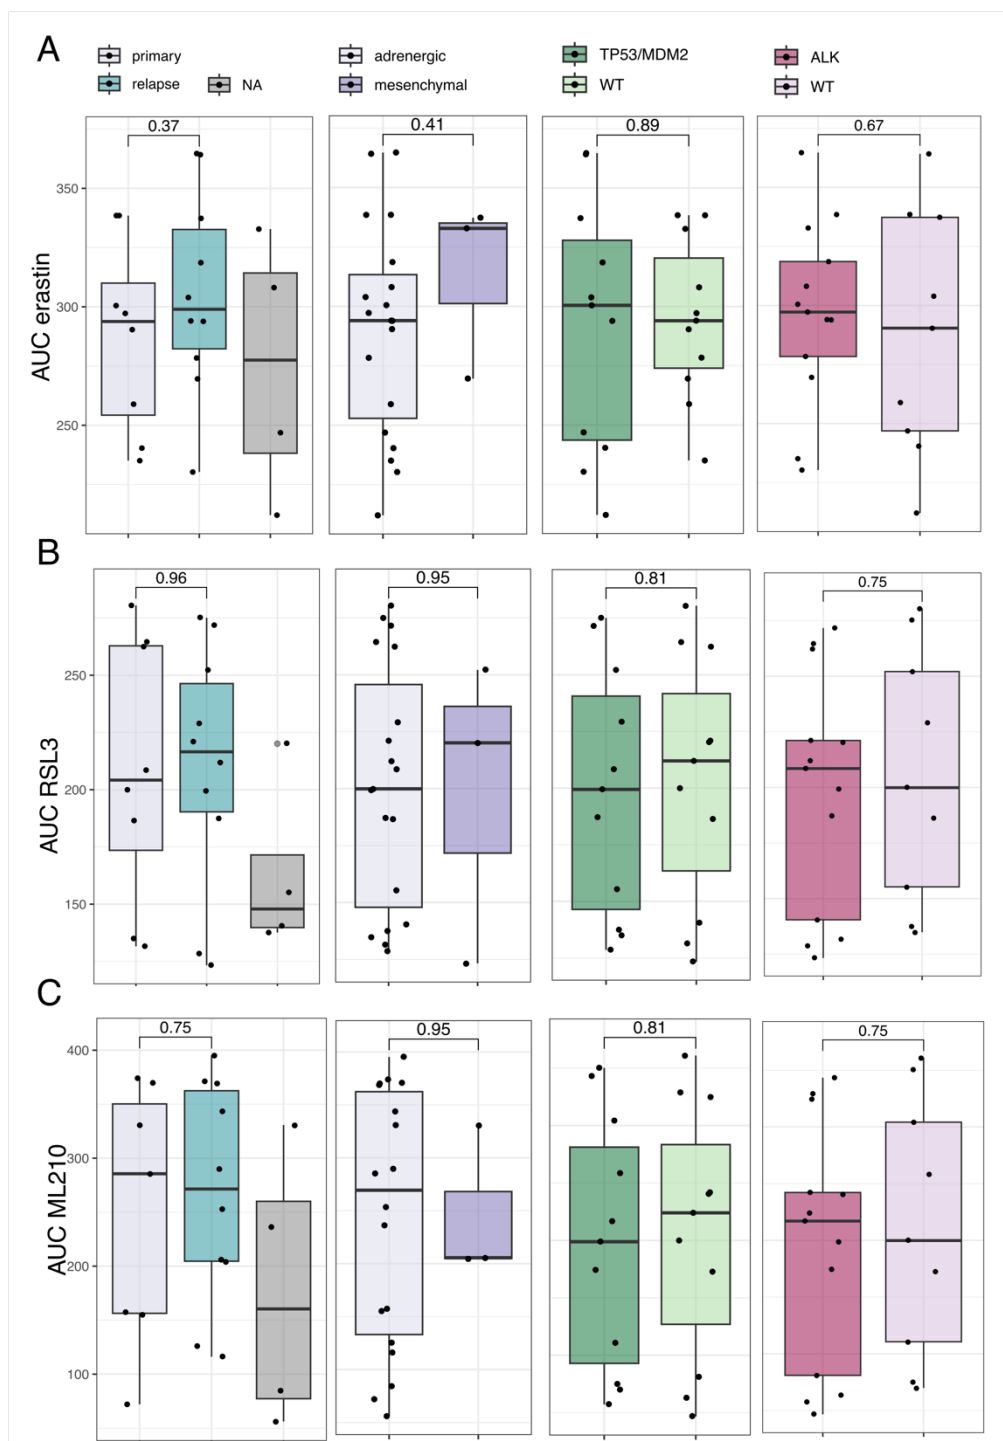 A
primary
relapse
NA
adrenergic
mesenchymal
TP53/MDM2
WT
ALK
WT
0.37
0.41
0.89
0.67
AUC erastin
350
300
250
B
0.96
0.95
0.81
0.75
AUC RSL3
250
200
150
C
0.75
0.95
0.81
0.75
AUC ML210
400
300
200
100